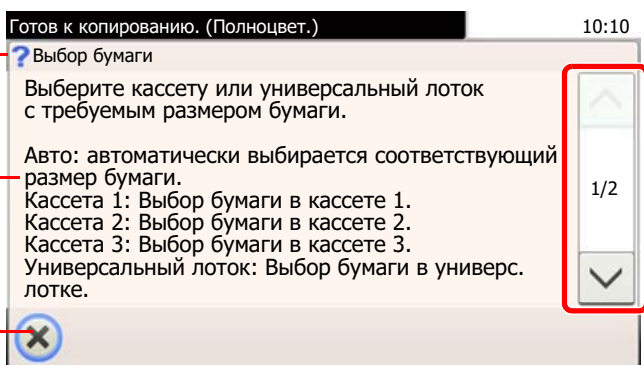 Готов к копированию. (Полноцвет.) 10:10
? Выбор бумаги
Выберите кассету или универсальный лоток
с требуемым размером бумаги.
Авто: автоматически выбирается соответствующий
размер бумаги.
Кассета 1: Выбор бумаги в кассете 1.
Кассета 2: Выбор бумаги в кассете 2.
Кассета 3: Выбор бумаги в кассете 3.
Универсальный лоток: Выбор бумаги в универс.
лотке.
1/2